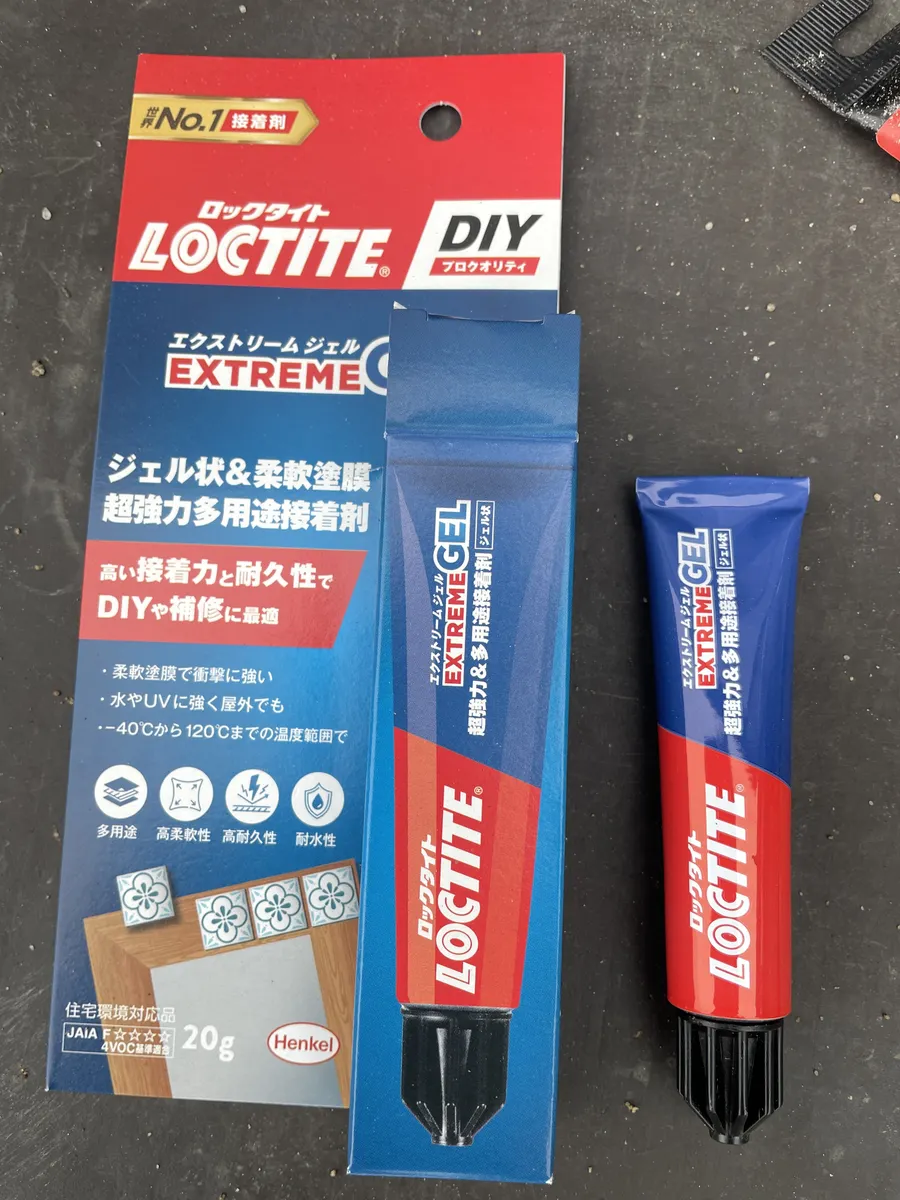 世界No.1 接着剤
ロックタイト
LOCTITE®
DIY
プロクオリティ
エクストリーム ジェル
EXTREME
ジェル状&柔軟塗膜
超強力多用途接着剤
高い接着力と耐久性で
DIYや補修に最適
・柔軟塗膜で衝撃に強い
・水やUVに強く屋外でも
・-40℃から120℃までの温度範囲で
多用途 高柔軟性 高耐久性 耐水性
住宅環境対応品
JAIA F☆☆☆☆
4VOC基準適合
20g
Henkel
エクストリーム ジェル
EXTREME GEL ジェル状
超強力&多用途接着剤
ロックタイト
LOCTITE®
エクストリーム ジェル
EXTREME GEL ジェル状
超強力&多用途接着剤
ロックタイト
LOCTITE®